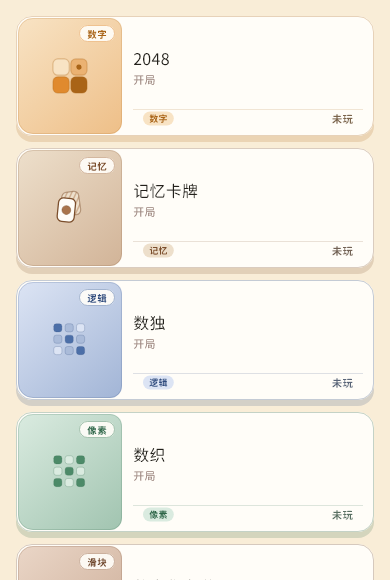 数字
2048
开局
数字 未玩
记忆
记忆卡牌
开局
记忆 未玩
逻辑
数独
开局
逻辑 未玩
像素
数织
开局
像素 未玩
滑块